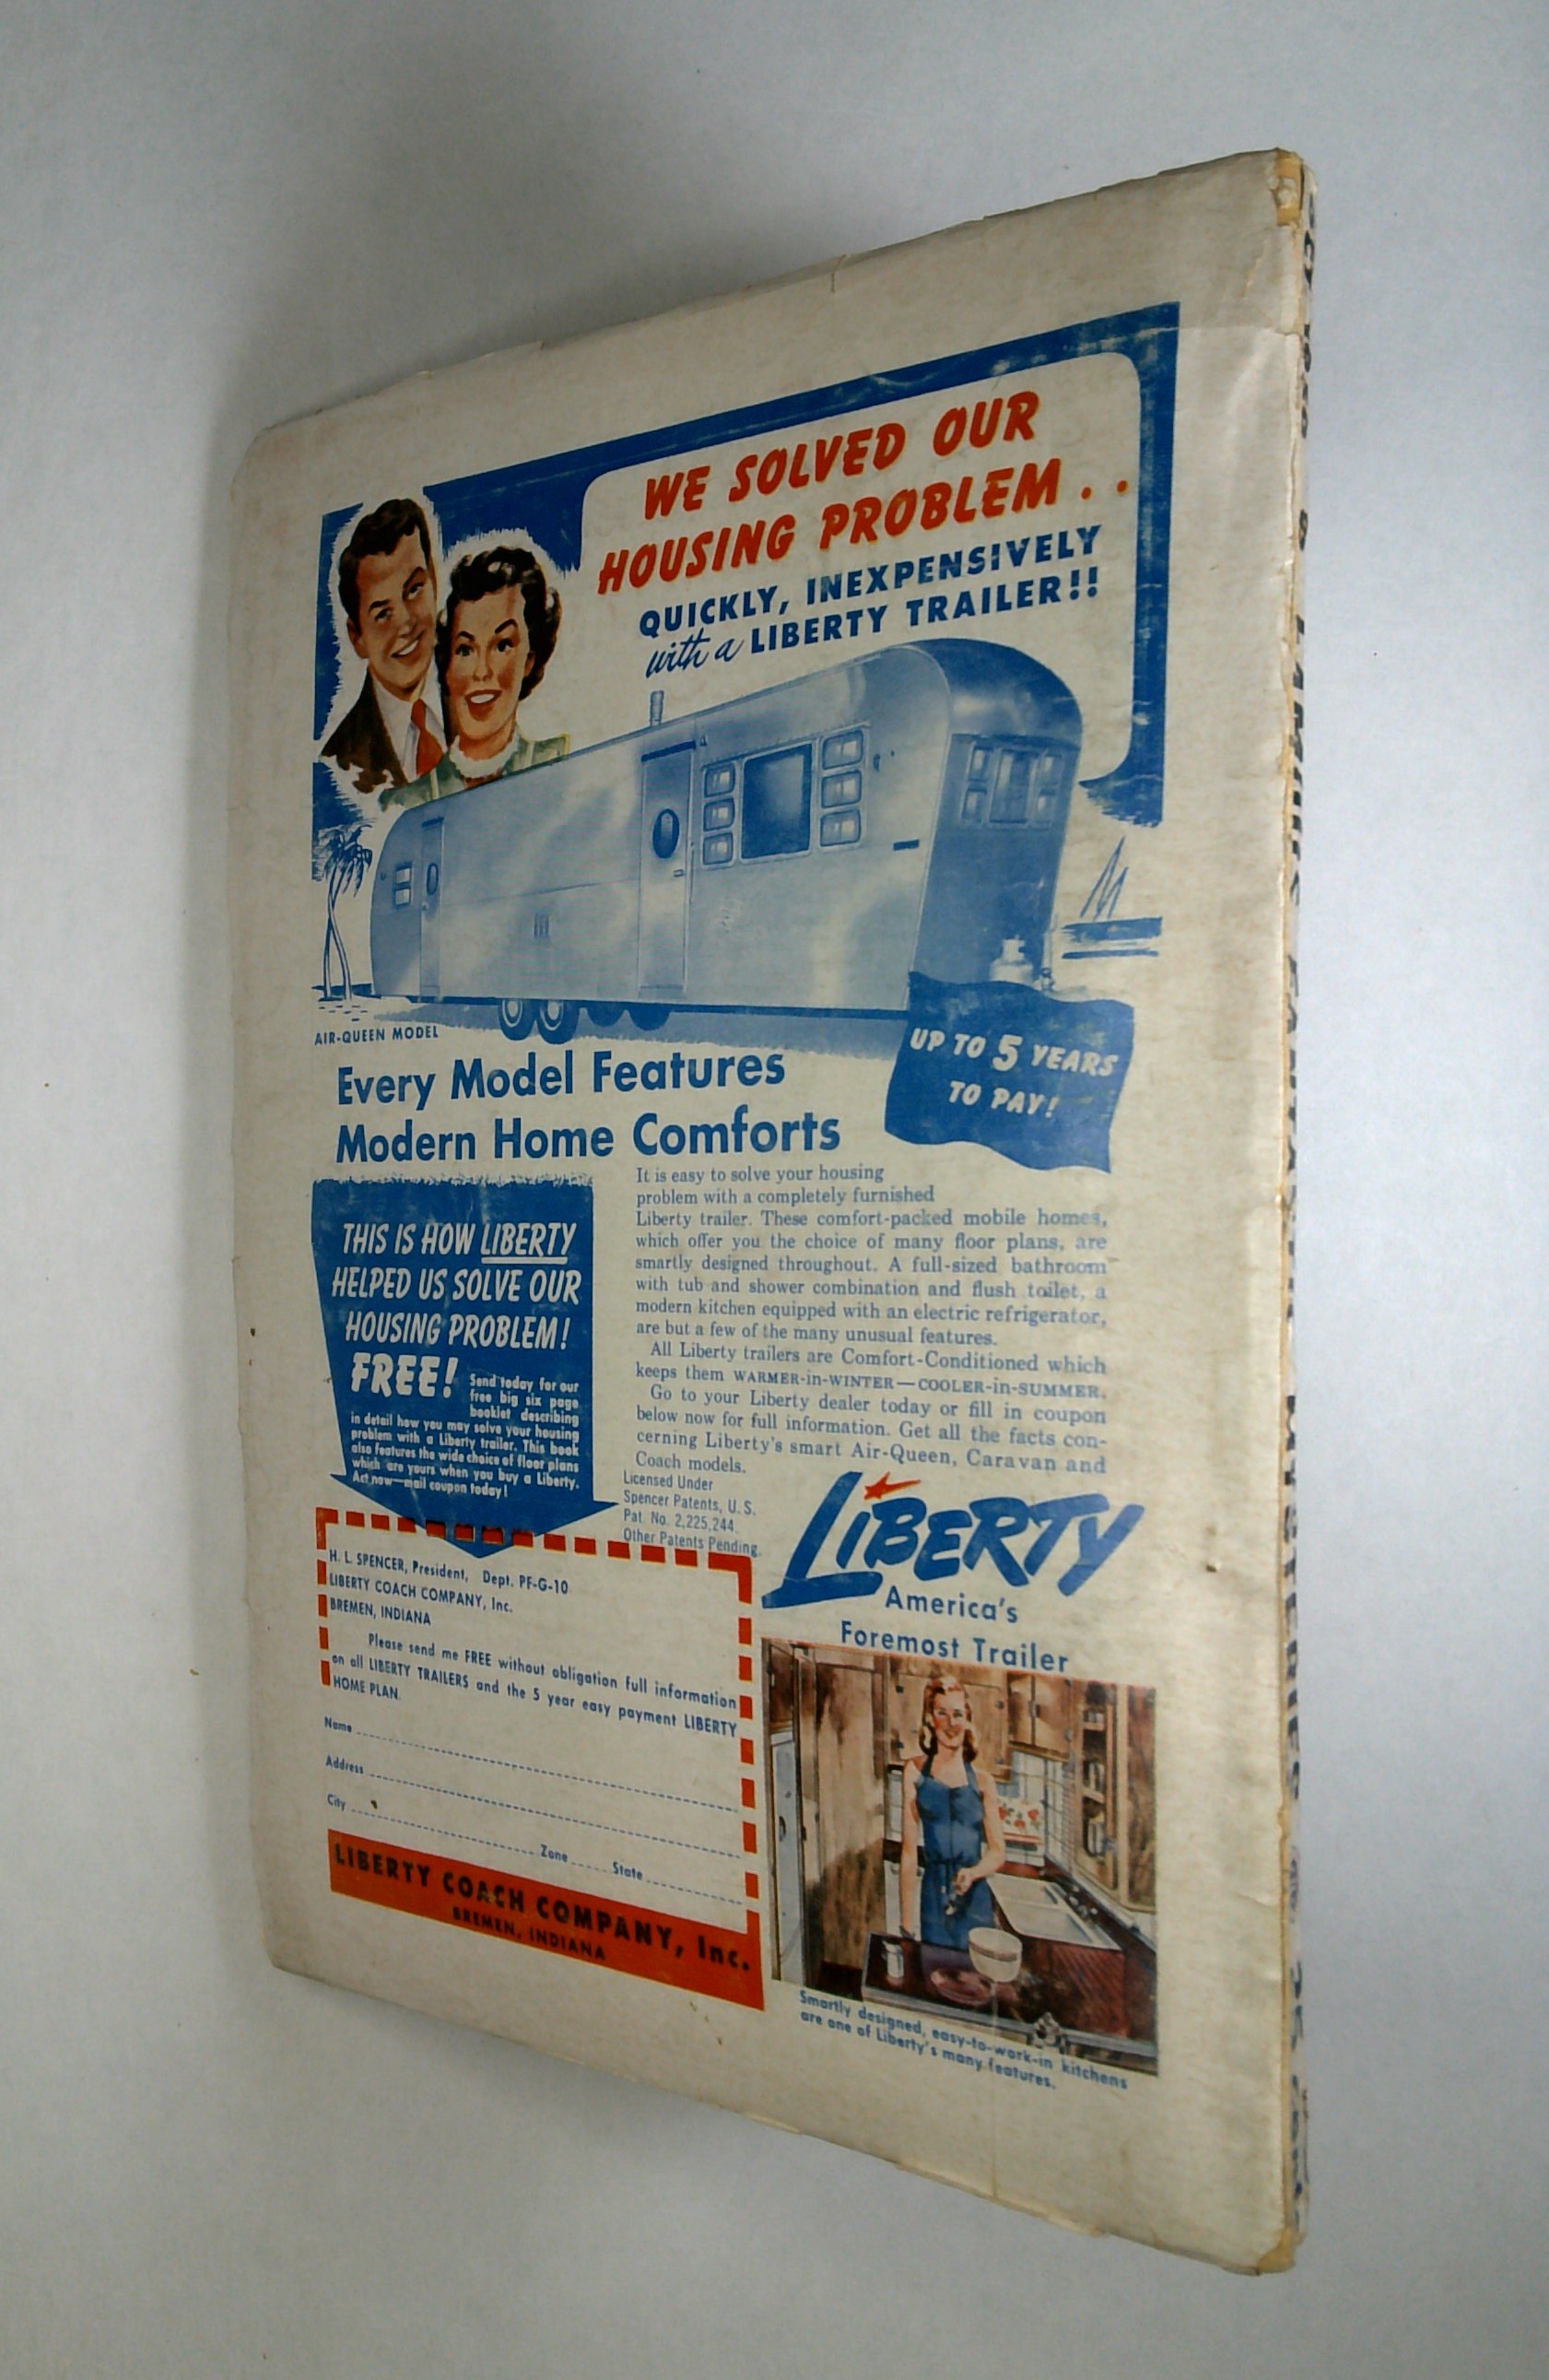 WE SOLVED OUR
HOUSING PROBLEM . .
QUICKLY, INEXPENSIVELY
with a LIBERTY TRAILER!!
AIR-QUEEN MODEL
UP TO 5 YEARS
TO PAY!
Every Model Features
Modern Home Comforts
THIS IS HOW LIBERTY
HELPED US SOLVE OUR
HOUSING PROBLEM!
FREE! Send today for our
free big six page
booklet describing
in detail how you may solve your housing
problem with a Liberty trailer. This book
also features the wide choice of floor plans
which are yours when you buy a Liberty.
Act now—mail coupon today!
It is easy to solve your housing
problem with a completely furnished
Liberty trailer. These comfort-packed mobile homes,
which offer you the choice of many floor plans, are
smartly designed throughout. A full-sized bathroom
with tub and shower combination and flush toilet, a
modern kitchen equipped with an electric refrigerator,
are but a few of the many unusual features.
All Liberty trailers are Comfort-Conditioned which
keeps them WARMER-in-WINTER—COOLER-in-SUMMER.
Go to your Liberty dealer today or fill in coupon
below now for full information. Get all the facts con-
cerning Liberty's smart Air-Queen, Caravan and
Coach models.
Licensed Under
Spencer Patents, U. S.
Pat. No. 2,225,244.
Other Patents Pending.
H. L. SPENCER, President, Dept. PF-G-10
LIBERTY COACH COMPANY, Inc.
BREMEN, INDIANA
Please send me FREE without obligation full information
on all LIBERTY TRAILERS and the 5 year easy payment LIBERTY
HOME PLAN.
Name
Address
City Zone State
LIBERTY COACH COMPANY, Inc.
BREMEN, INDIANA
LIBERTY
America's
Foremost Trailer
Smartly designed, easy-to-work-in kitchens
are one of Liberty's many features.